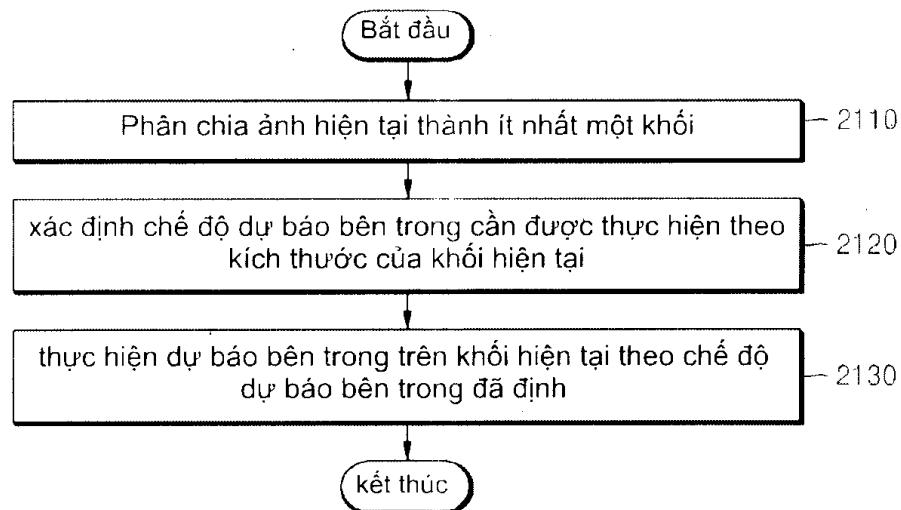 Bắt đầu
Phân chia ảnh hiện tại thành ít nhất một khối
2110
xác định chế độ dự báo bên trong cần được thực hiện theo
kích thước của khối hiện tại
2120
thực hiện dự báo bên trong trên khối hiện tại theo chế độ
dự báo bên trong đã định
2130
kết thúc